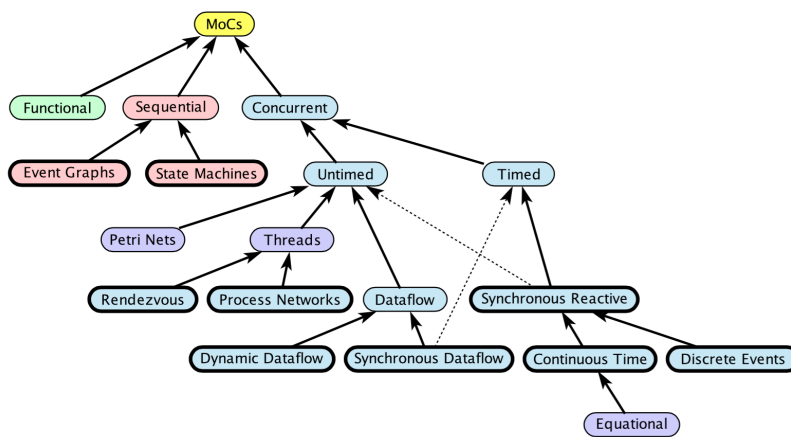 MoCs
Functional
Sequential
Concurrent
Event Graphs
State Machines
Untimed
Timed
Petri Nets
Threads
Rendezvous
Process Networks
Dataflow
Synchronous Reactive
Dynamic Dataflow
Synchronous Dataflow
Continuous Time
Discrete Events
Equational